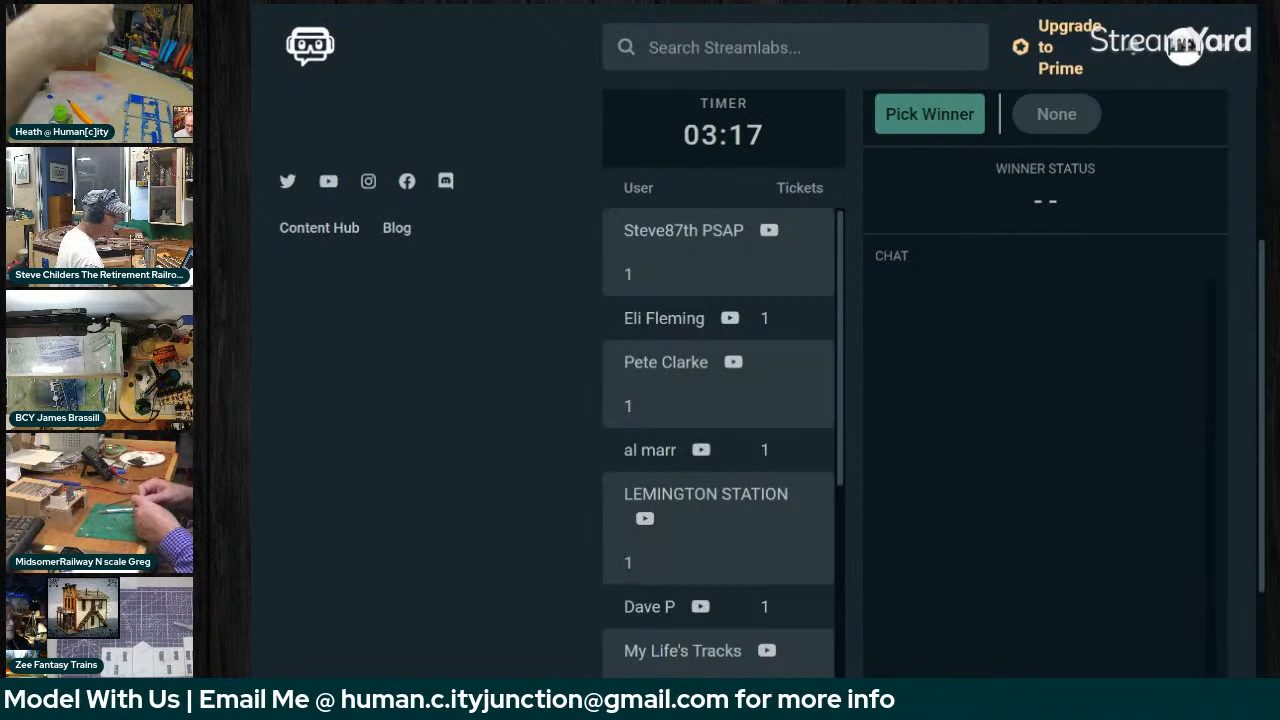 Heath @ Human[c]ity
Steve Childers The Retirement Railro...
BCY James Brassill
MidsomerRailway N scale Greg
Zee Fantasy Trains
Search Streamlabs...
Upgrade
to
Prime
StreamYard
Content Hub
Blog
TIMER
03:17
User
Tickets
Steve87th PSAP
1
Eli Fleming
1
Pete Clarke
1
al marr
1
LEMINGTON STATION
1
Dave P
1
My Life's Tracks
Pick Winner
None
WINNER STATUS
- -
CHAT
Model With Us | Email Me @ human.c.ityjunction@gmail.com for more info